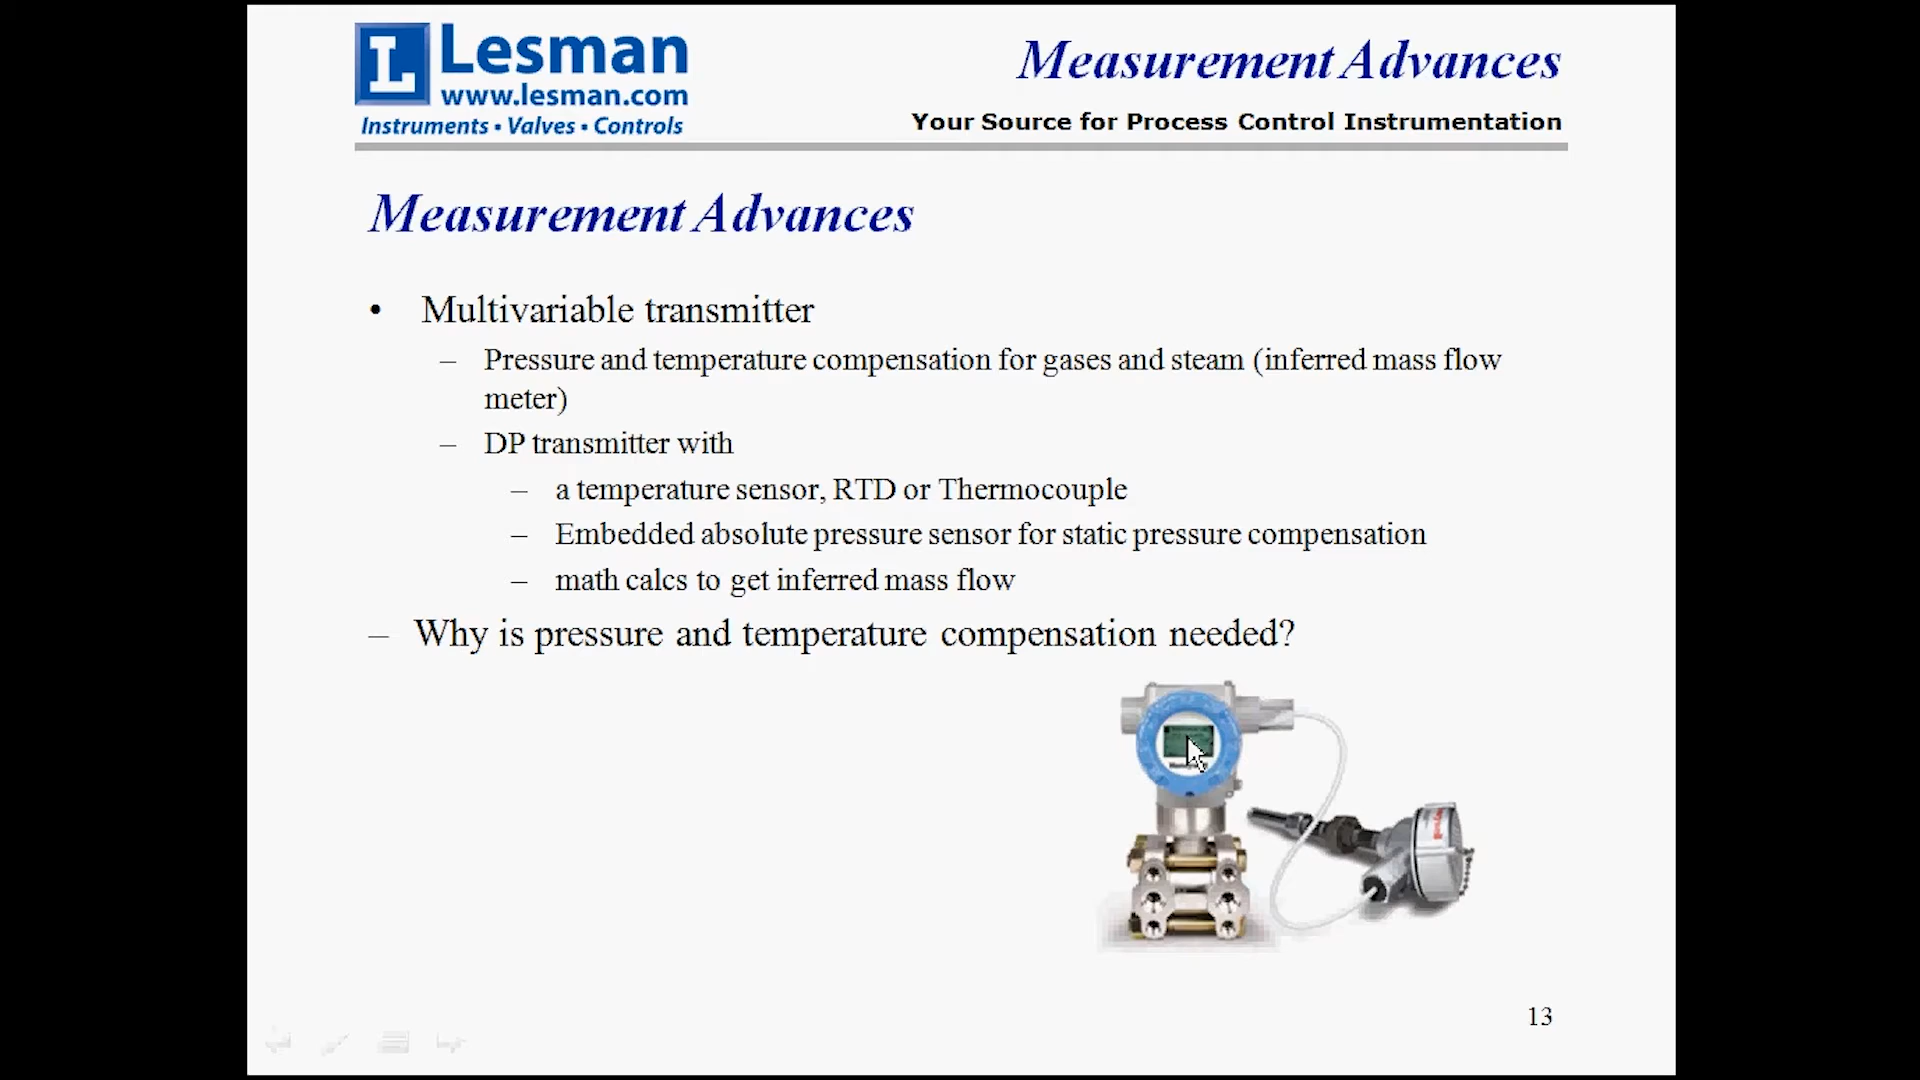 L Lesman
www.lesman.com
Instruments • Valves • Controls
Measurement Advances
Your Source for Process Control Instrumentation
Measurement Advances
• Multivariable transmitter
– Pressure and temperature compensation for gases and steam (inferred mass flow
meter)
– DP transmitter with
– a temperature sensor, RTD or Thermocouple
– Embedded absolute pressure sensor for static pressure compensation
– math calcs to get inferred mass flow
– Why is pressure and temperature compensation needed?
13